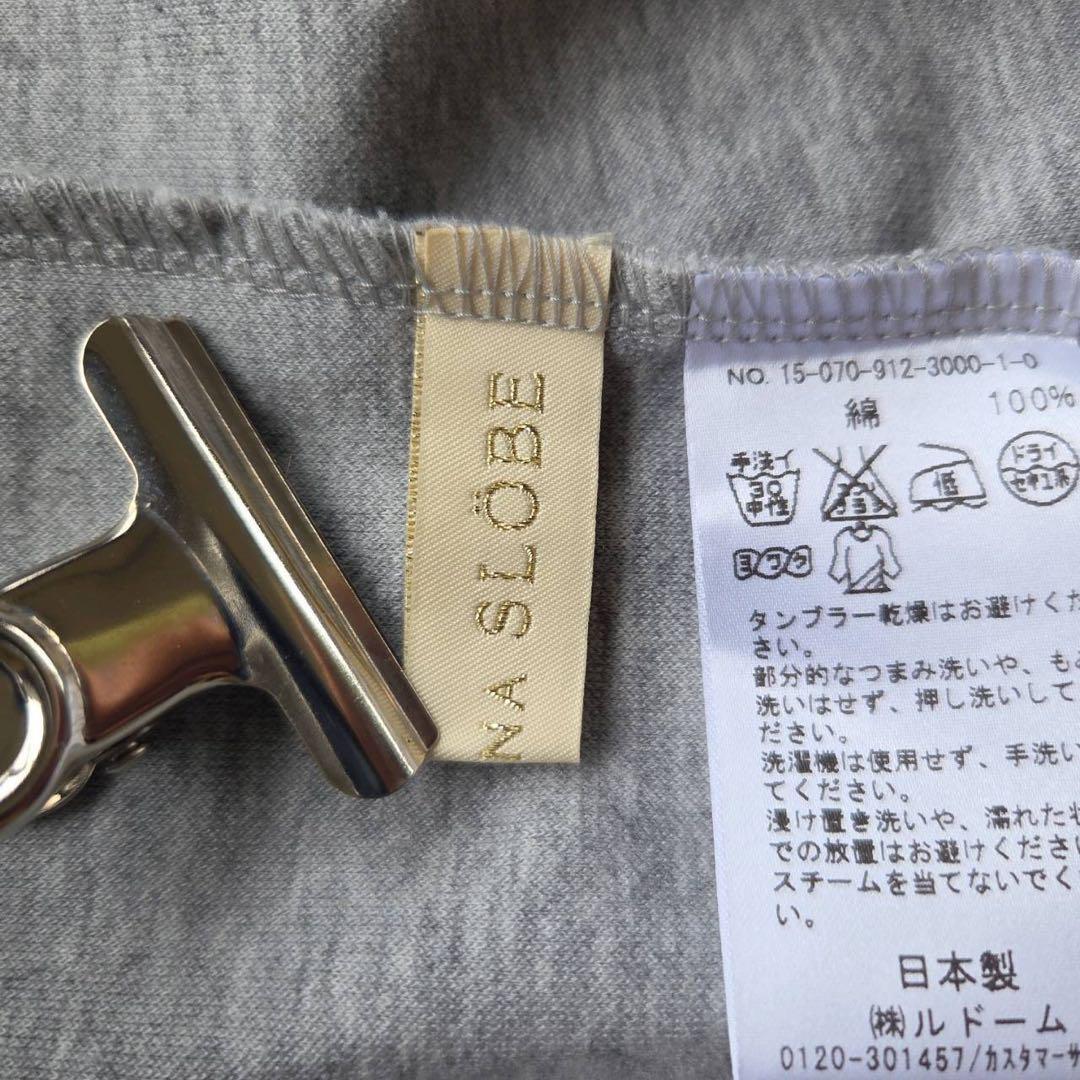 NA SLÖBE
NO. 15-070-912-3000-1-0
綿 100%
手洗イ
30
中性
低
ドライ
セキユ系
ヨワク
タンブラー乾燥はお避けくだ
さい。
部分的なつまみ洗いや、も
洗いはせず、押し洗いして
ださい。
洗濯機は使用せず、手洗い
てください。
浸け置き洗いや、濡れた状
での放置はお避けください
スチームを当てないでく
い。
日本製
㈱ルドーム
0120-301457/カスタマーサ